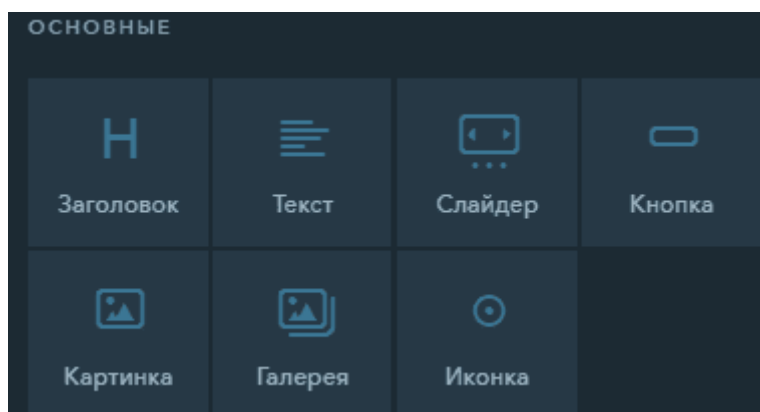 ОСНОВНЫЕ
H
Заголовок Текст Слайдер Кнопка
Картинка Галерея Иконка